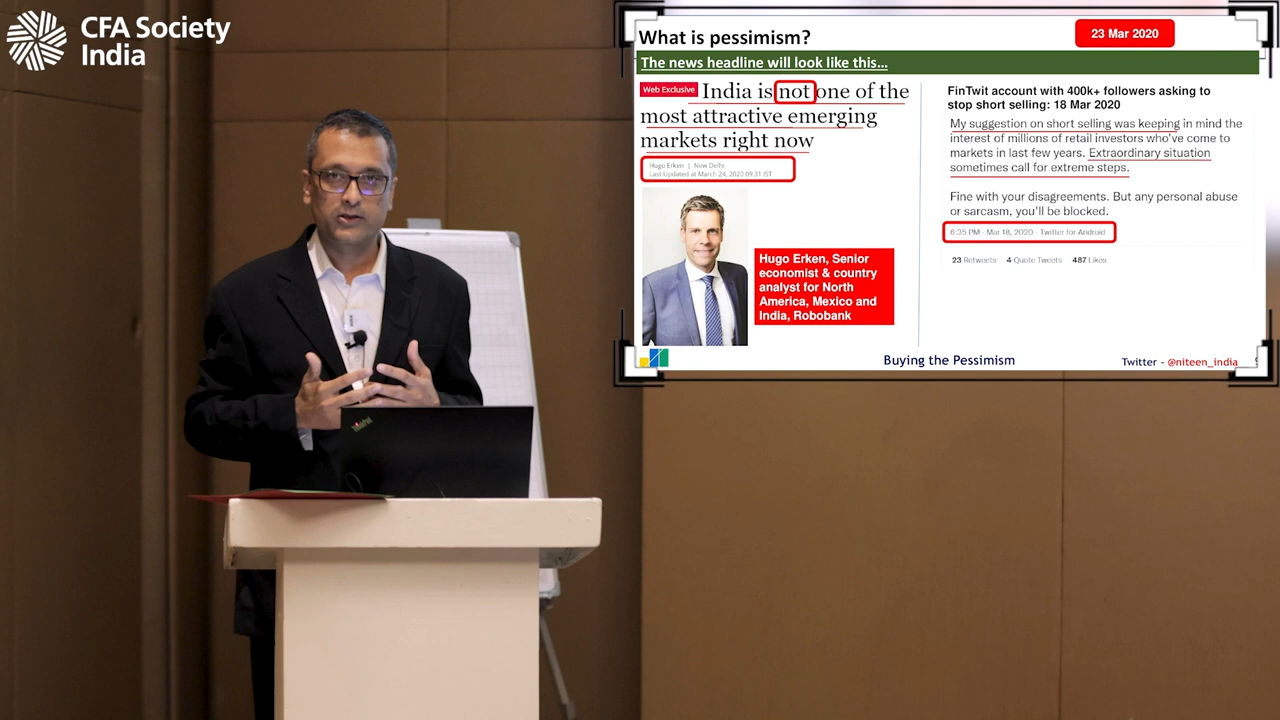 CFA Society
India
What is pessimism?
23 Mar 2020
The news headline will look like this...
Web Exclusive
India is not one of the
most attractive emerging
markets right now
Hugo Erken | New Delhi
Last Updated at March 24, 2020 09:31 IST
Hugo Erken, Senior
economist & country
analyst for North
America, Mexico and
India, Robobank
FinTwit account with 400k+ followers asking to
stop short selling: 18 Mar 2020
My suggestion on short selling was keeping in mind the
interest of millions of retail investors who've come to
markets in last few years. Extraordinary situation
sometimes call for extreme steps.
Fine with your disagreements. But any personal abuse
or sarcasm, you'll be blocked.
6:35 PM · Mar 18, 2020 · Twitter for Android
23 Retweets 4 Quote Tweets 487 Likes
Buying the Pessimism
Twitter - @niteen_india
ThinkPad